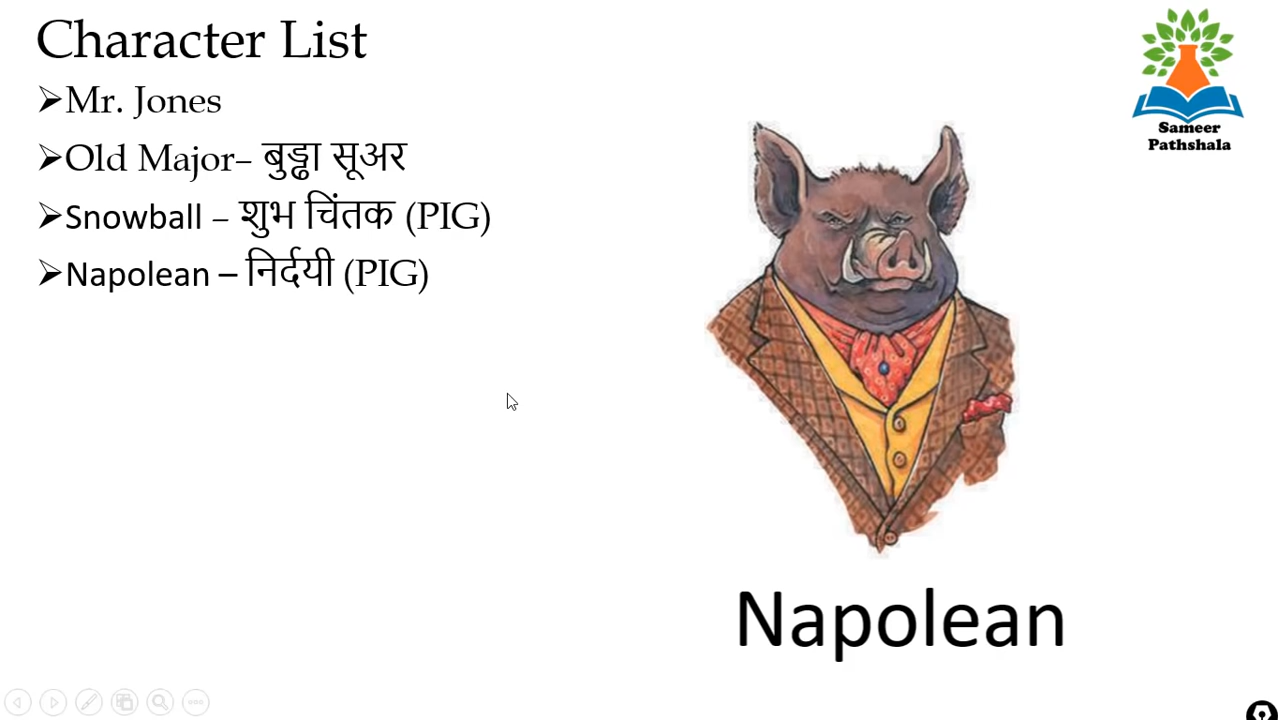 Character List
➢Mr. Jones
➢Old Major– बुड्ढा सूअर
➢Snowball – शुभ चिंतक (PIG)
➢Napolean – निर्दयी (PIG)
Sameer
Pathshala
Napolean